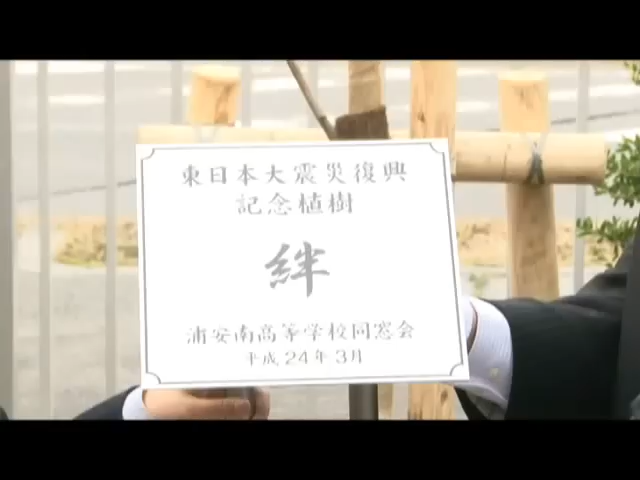 東日本大震災復興
記念植樹
絆
浦安南高等学校同窓会
平成24年3月